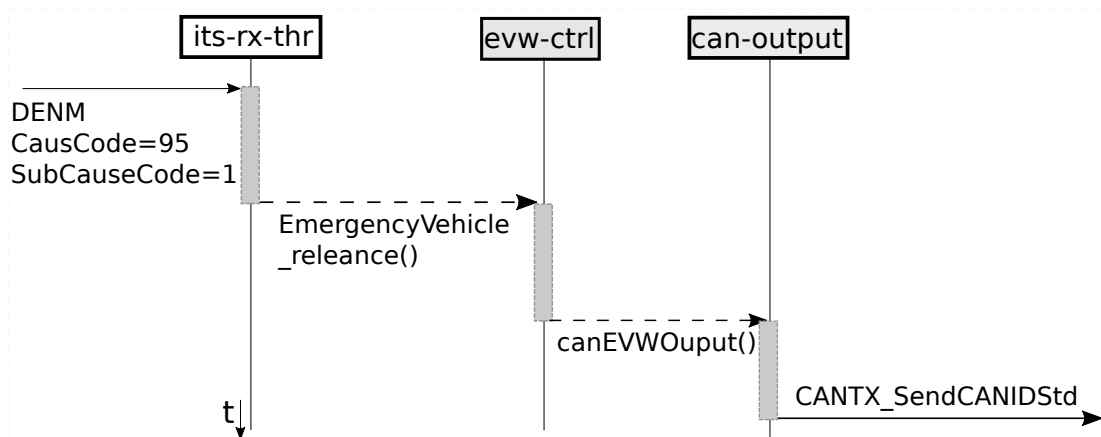 its-rx-thr
evw-ctrl
can-output
DENM
CausCode=95
SubCauseCode=1
EmergencyVehicle
_releance()
canEVWOuput()
CANTX_SendCANIDStd
t